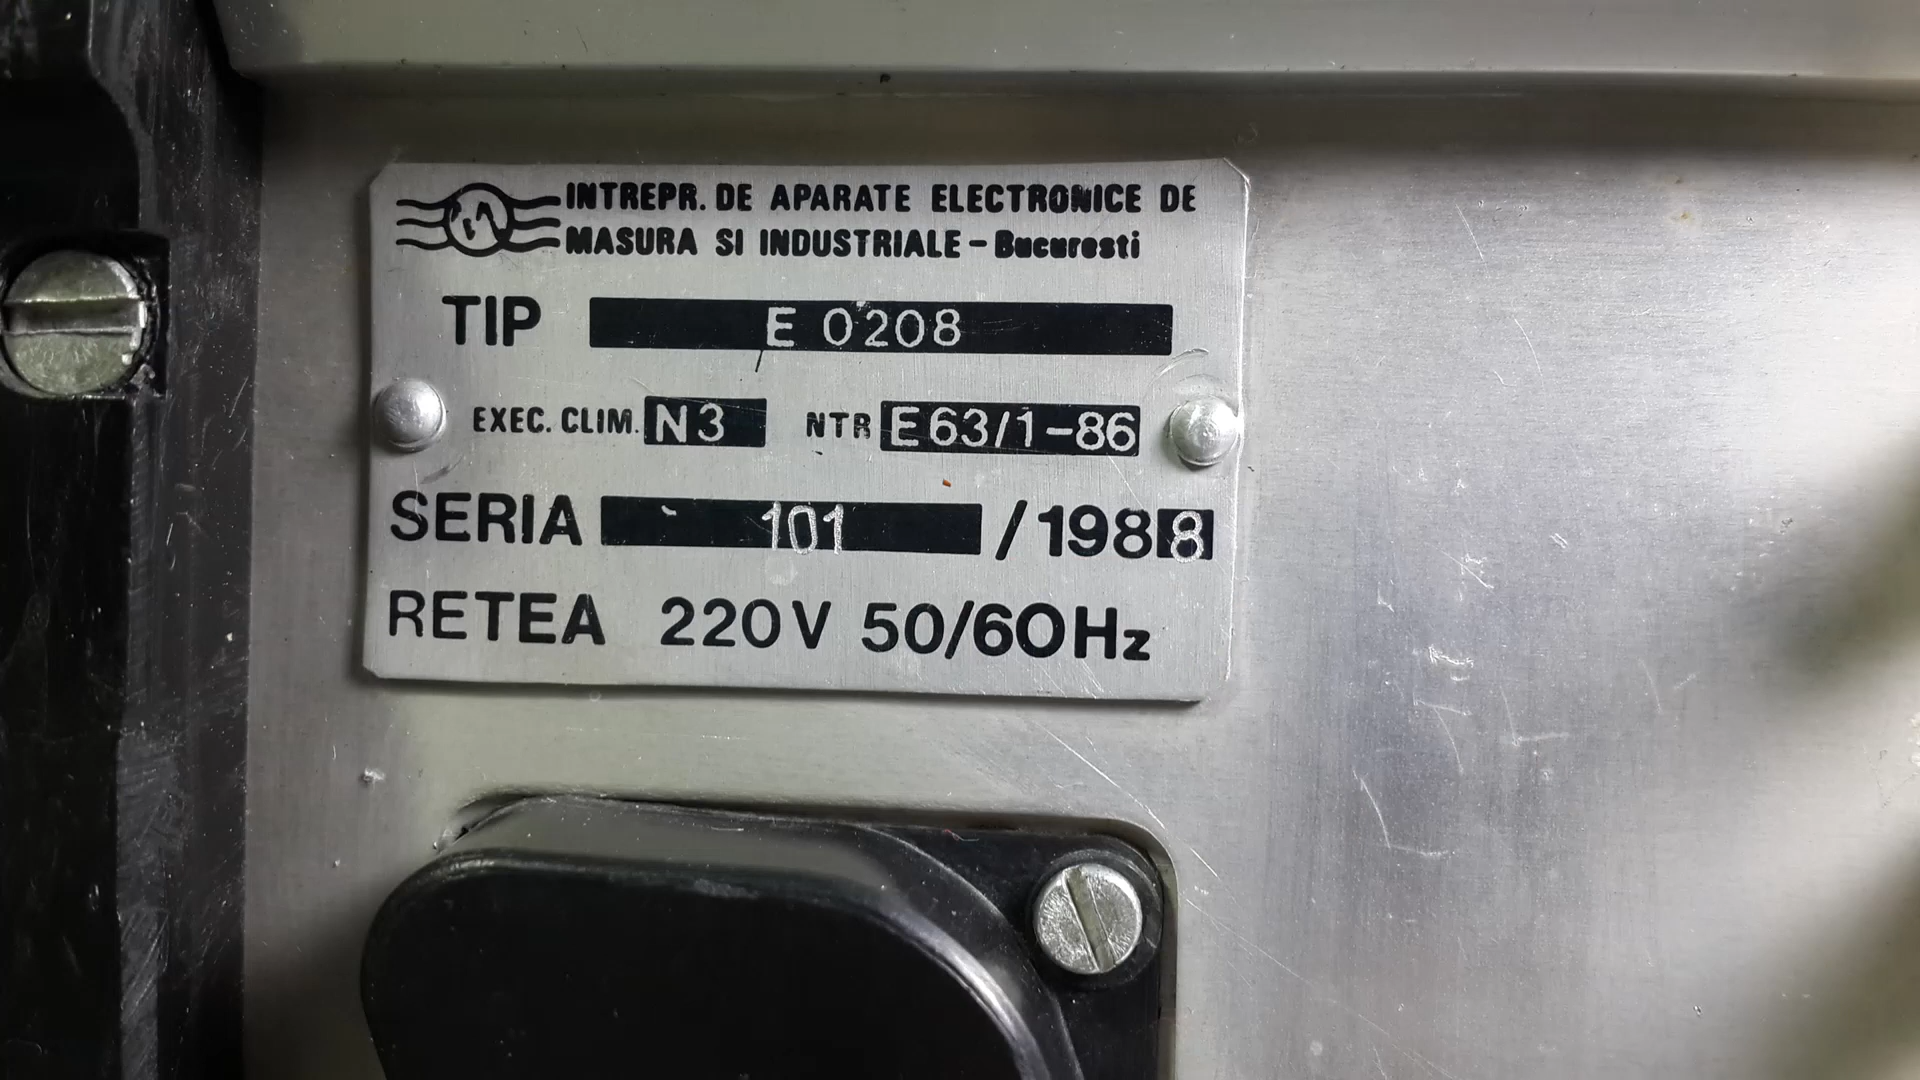 INTREPR. DE APARATE ELECTRONICE DE
MASURA SI INDUSTRIALE - Bucuresti
TIP E 0208
EXEC. CLIM. N3 NTR E63/1-86
SERIA 101 /1988
RETEA 220V 50/60Hz